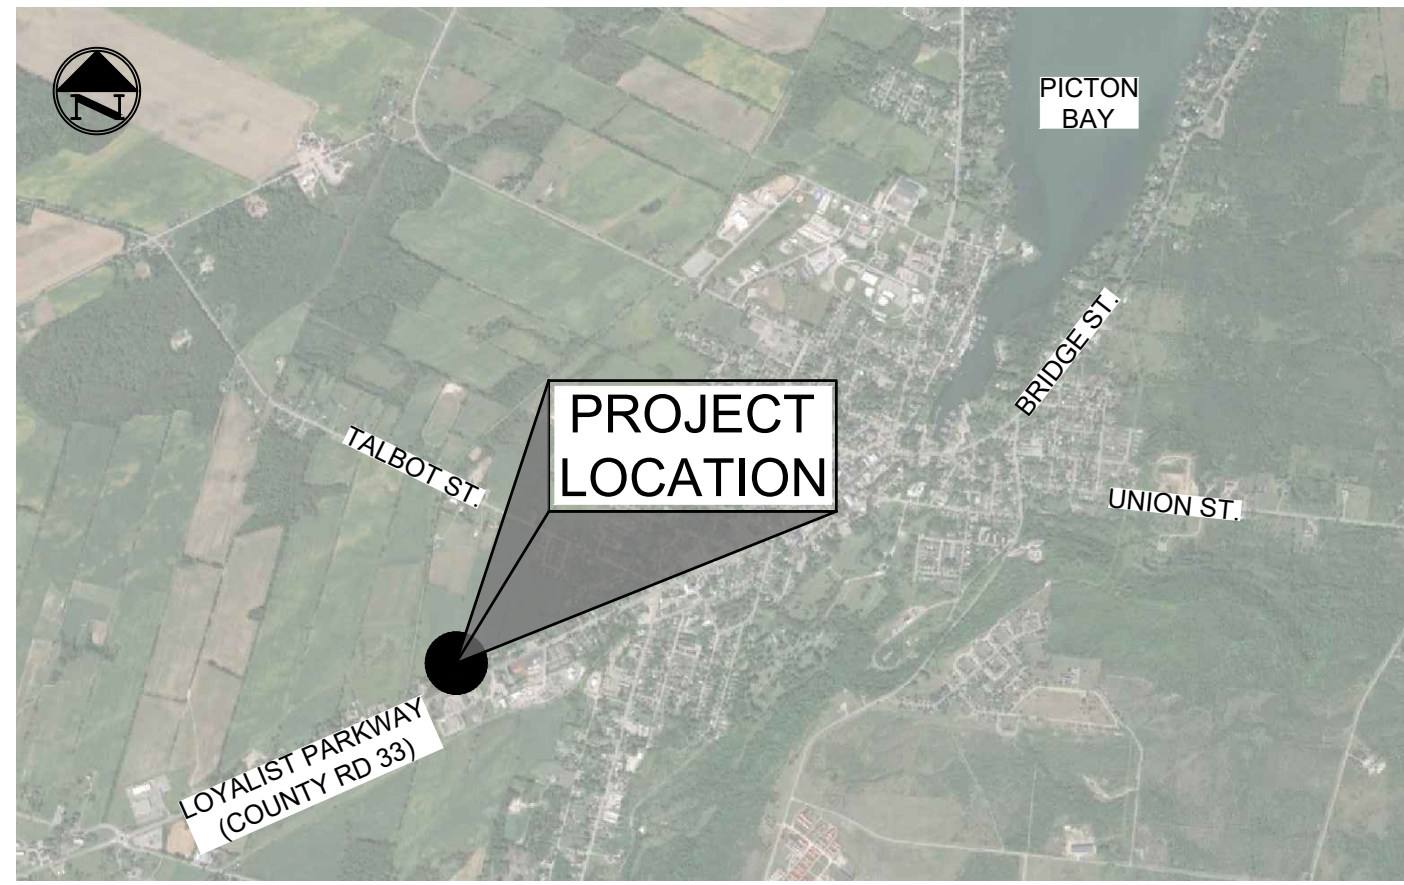 N
PICTON
BAY
BRIDGE ST.
PROJECT
LOCATION
TALBOT ST.
UNION ST.
LOYALIST PARKWAY
(COUNTY RD 33)